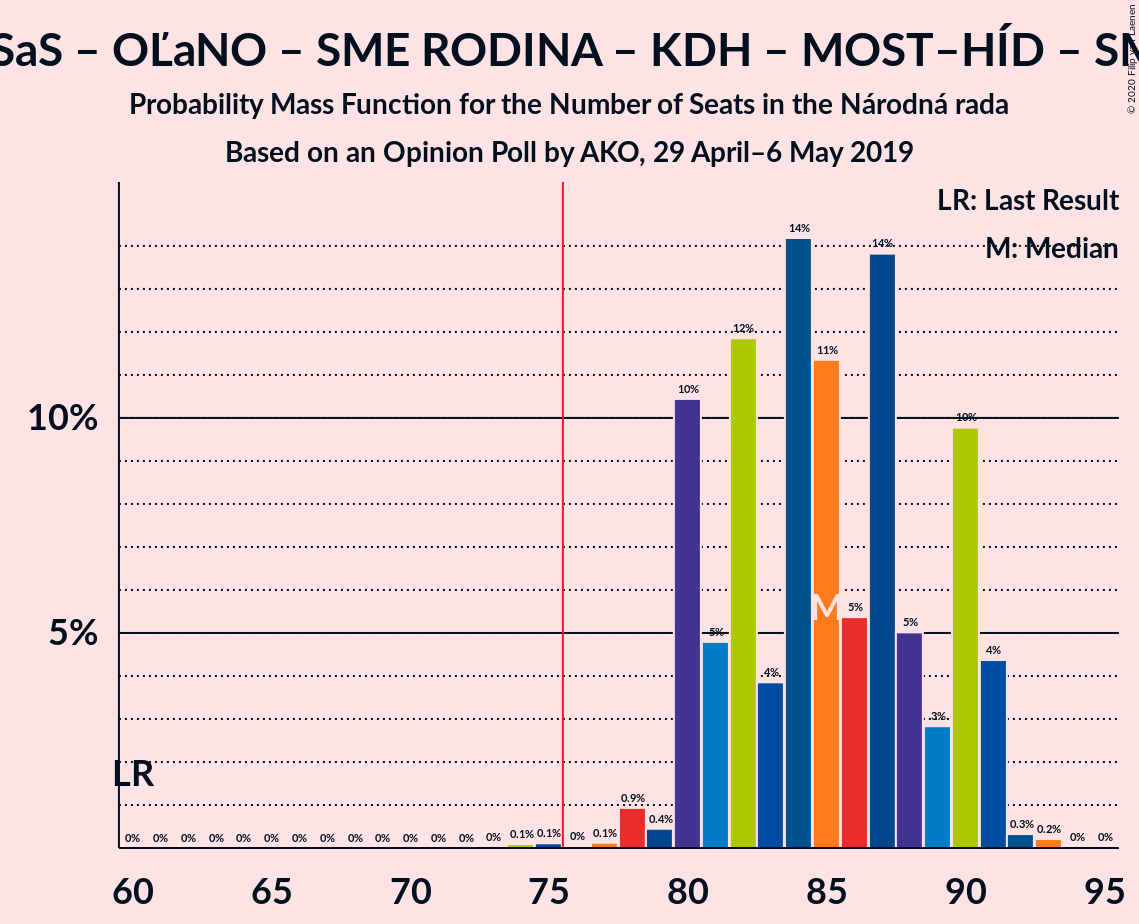 SaS – OĽaNO – SME RODINA – KDH – MOST–HÍD –
Probability Mass Function for the Number of Seats in the Národná rada
Based on an Opinion Poll by AKO, 29 April–6 May 2019
© 2020 Filip van Laenen
LR: Last Result
M: Median
14%
14%
12%
11%
10%
10%
10%
M
5%
5%
5%
5%
4%
4%
3%
LR
0.9%
0.4%
0.3%
0.2%
0% 0% 0% 0% 0% 0% 0% 0% 0% 0% 0% 0% 0% 0% 0.1% 0.1% 0% 0.1% 0% 0%
60 65 70 75 80 85 90 95